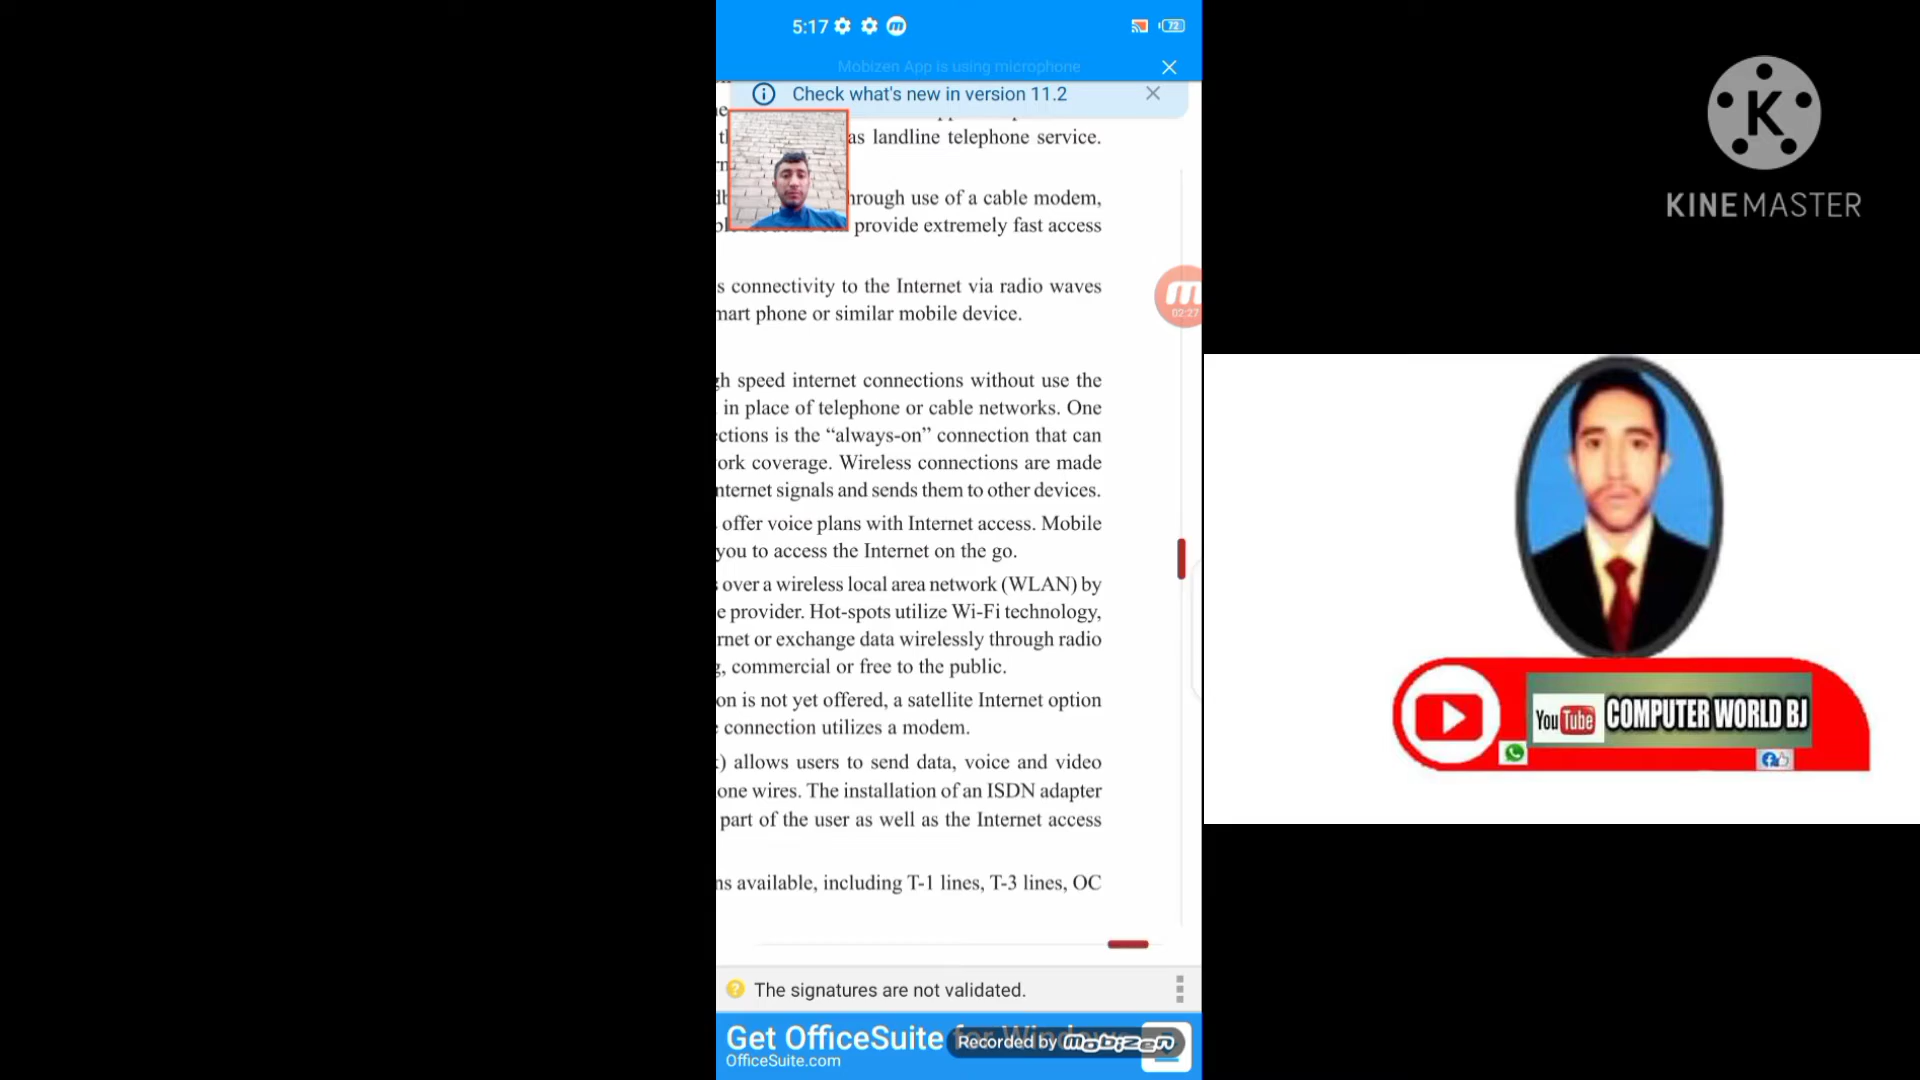 5:17
72
Mobizen App is using microphone
Check what's new in version 11.2
as landline telephone service.
hrough use of a cable modem,
provide extremely fast access
s connectivity to the Internet via radio waves
mart phone or similar mobile device.
gh speed internet connections without use the
in place of telephone or cable networks. One
ctions is the “always-on” connection that can
ork coverage. Wireless connections are made
nternet signals and sends them to other devices.
offer voice plans with Internet access. Mobile
you to access the Internet on the go.
over a wireless local area network (WLAN) by
e provider. Hot-spots utilize Wi-Fi technology,
rnet or exchange data wirelessly through radio
g, commercial or free to the public.
on is not yet offered, a satellite Internet option
connection utilizes a modem.
) allows users to send data, voice and video
one wires. The installation of an ISDN adapter
part of the user as well as the Internet access
ns available, including T-1 lines, T-3 lines, OC
02:27
The signatures are not validated.
Get OfficeSuite for Windows
OfficeSuite.com
Recorded by mobizen
K
KINEMASTER
YouTube COMPUTER WORLD BJ